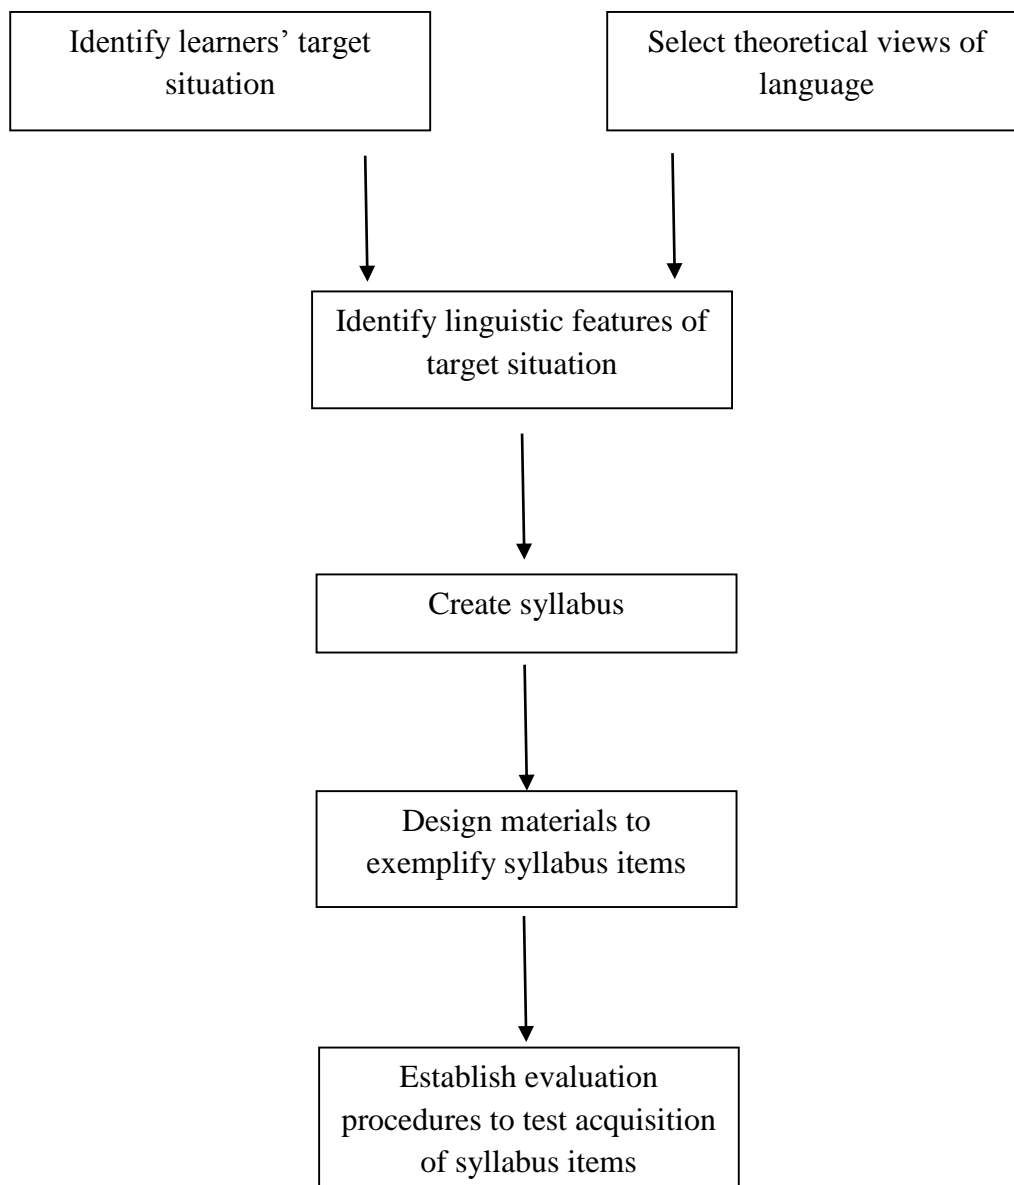 Identify learners’ target
situation
Select theoretical views of
language
Identify linguistic features of
target situation
Create syllabus
Design materials to
exemplify syllabus items
Establish evaluation
procedures to test acquisition
of syllabus items